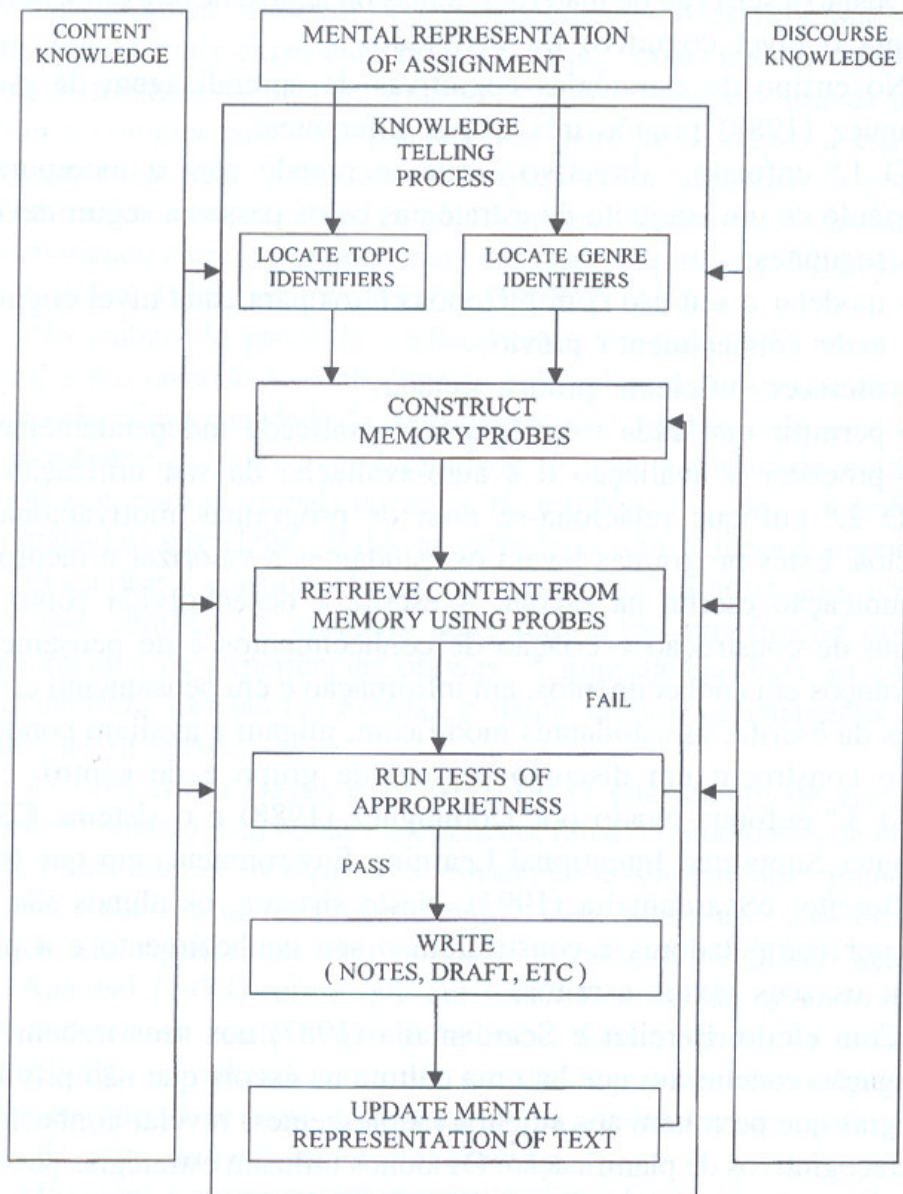 CONTENT
KNOWLEDGE
MENTAL REPRESENTATION
OF ASSIGNMENT
DISCOURSE
KNOWLEDGE
KNOWLEDGE
TELLING
PROCESS
LOCATE TOPIC
IDENTIFIERS
LOCATE GENRE
IDENTIFIERS
CONSTRUCT
MEMORY PROBES
RETRIEVE CONTENT FROM
MEMORY USING PROBES
FAIL
RUN TESTS OF
APPROPRIETNESS
PASS
WRITE
( NOTES, DRAFT, ETC )
UPDATE MENTAL
REPRESENTATION OF TEXT